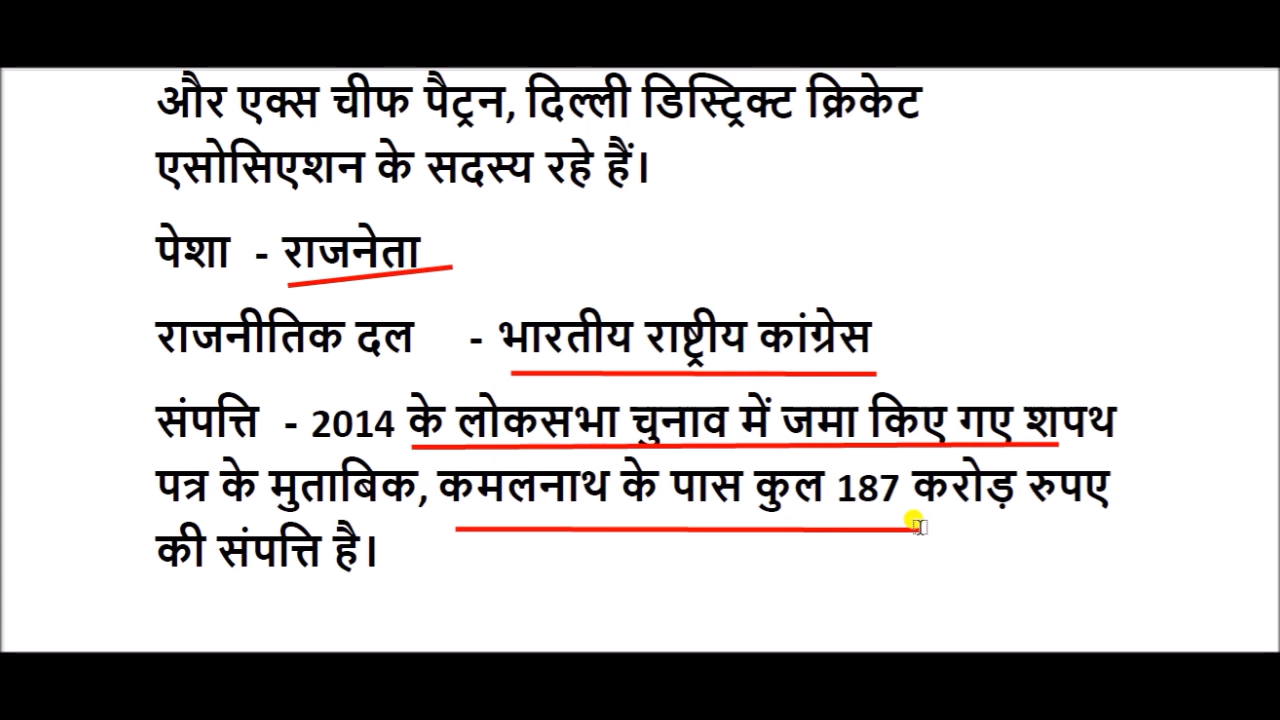 और एक्स चीफ पैट्रन, दिल्ली डिस्ट्रिक्ट क्रिकेट
एसोसिएशन के सदस्य रहे हैं।
पेशा - राजनेता
राजनीतिक दल - भारतीय राष्ट्रीय कांग्रेस
संपत्ति - 2014 के लोकसभा चुनाव में जमा किए गए शपथ
पत्र के मुताबिक, कमलनाथ के पास कुल 187 करोड़ रुपए
की संपत्ति है।